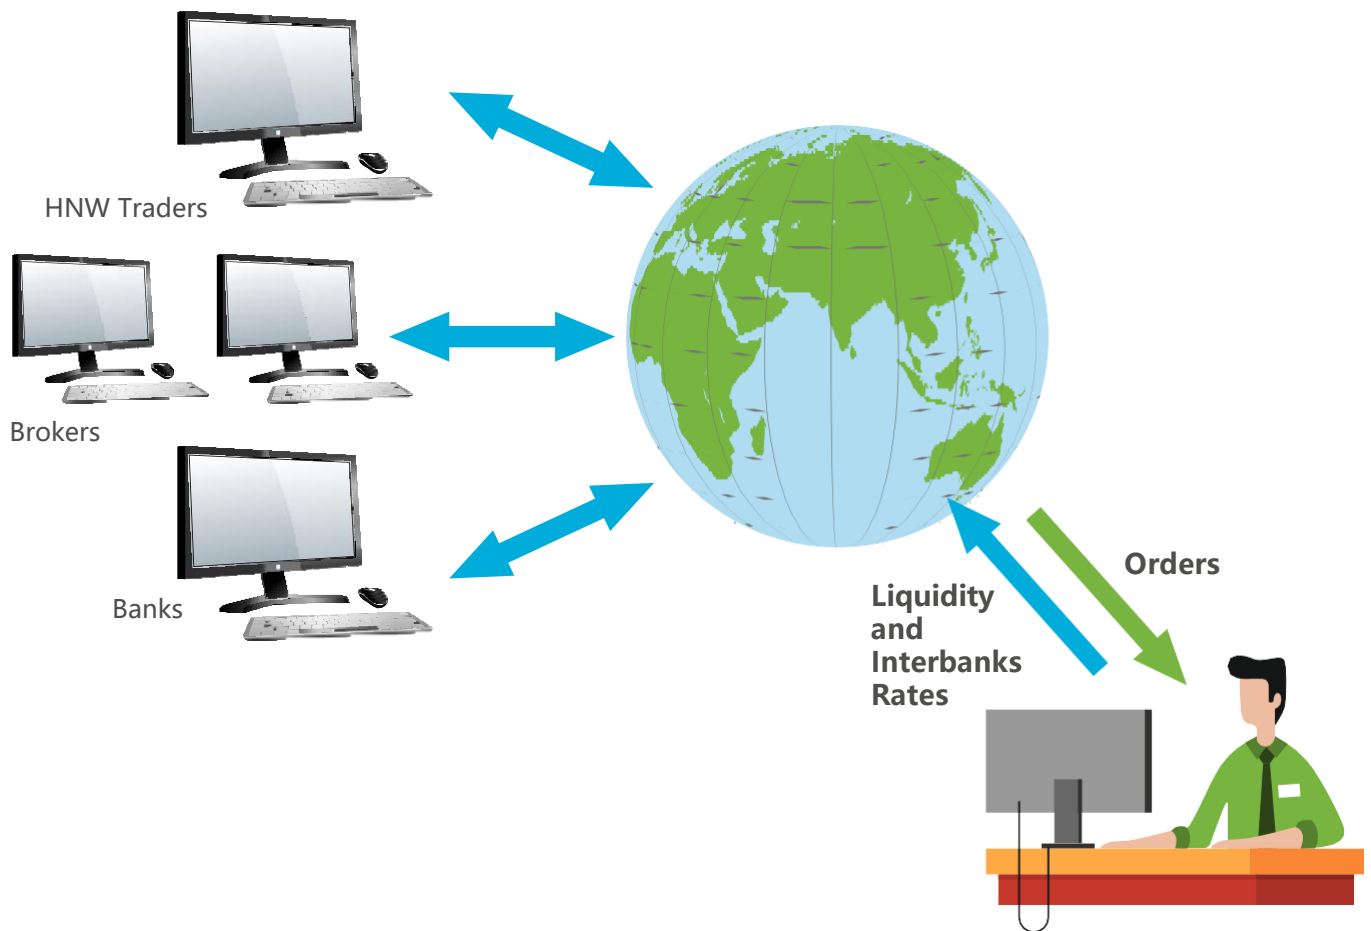 HNW Traders
Brokers
Banks
Orders
Liquidity
and
Interbanks
Rates